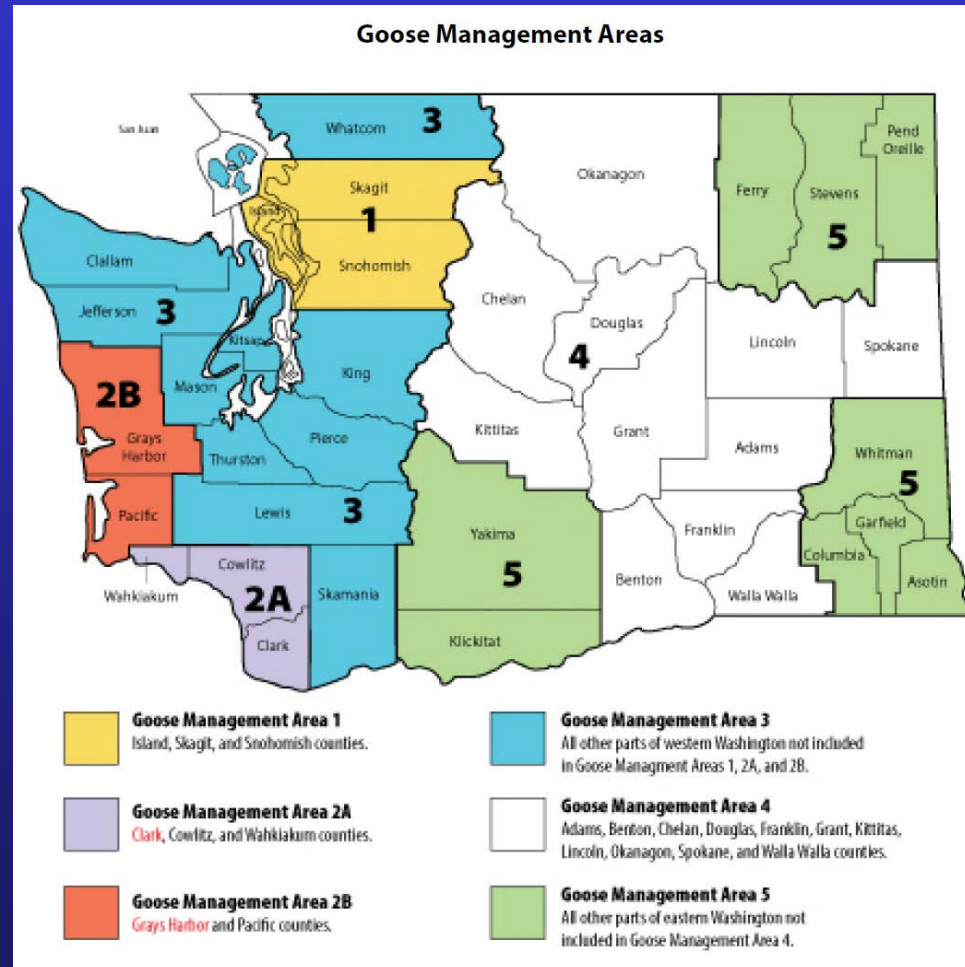 Goose Management Areas
San Juan
Whatcom 3
Okanagon
Pend
Oreille
Skagit
Ferry
Stevens
Island
1
5
Clallam
Snohomish
Chelan
Jefferson 3
Douglas
Kitsap
Lincoln
Spokane
4
2B
Mason
King
Kittitas
Grant
Adams
Grays
Harbor
Pierce
Thurston
Whitman
5
Pacific
Lewis 3
Yakima
Franklin
Garfield
Columbia
Cowlitz
5
Benton
Asotin
Wahkiakum
2A
Skamania
Walla Walla
Clark
Klickitat
Goose Management Area 1
Island, Skagit, and Snohomish counties.
Goose Management Area 2A
Clark, Cowlitz, and Wahkiakum counties.
Goose Management Area 2B
Grays Harbor and Pacific counties.
Goose Management Area 3
All other parts of western Washington not included
in Goose Managment Areas 1, 2A, and 2B.
Goose Management Area 4
Adams, Benton, Chelan, Douglas, Franklin, Grant, Kittitas,
Lincoln, Okanagon, Spokane, and Walla Walla counties.
Goose Management Area 5
All other parts of eastern Washington not
included in Goose Management Area 4.